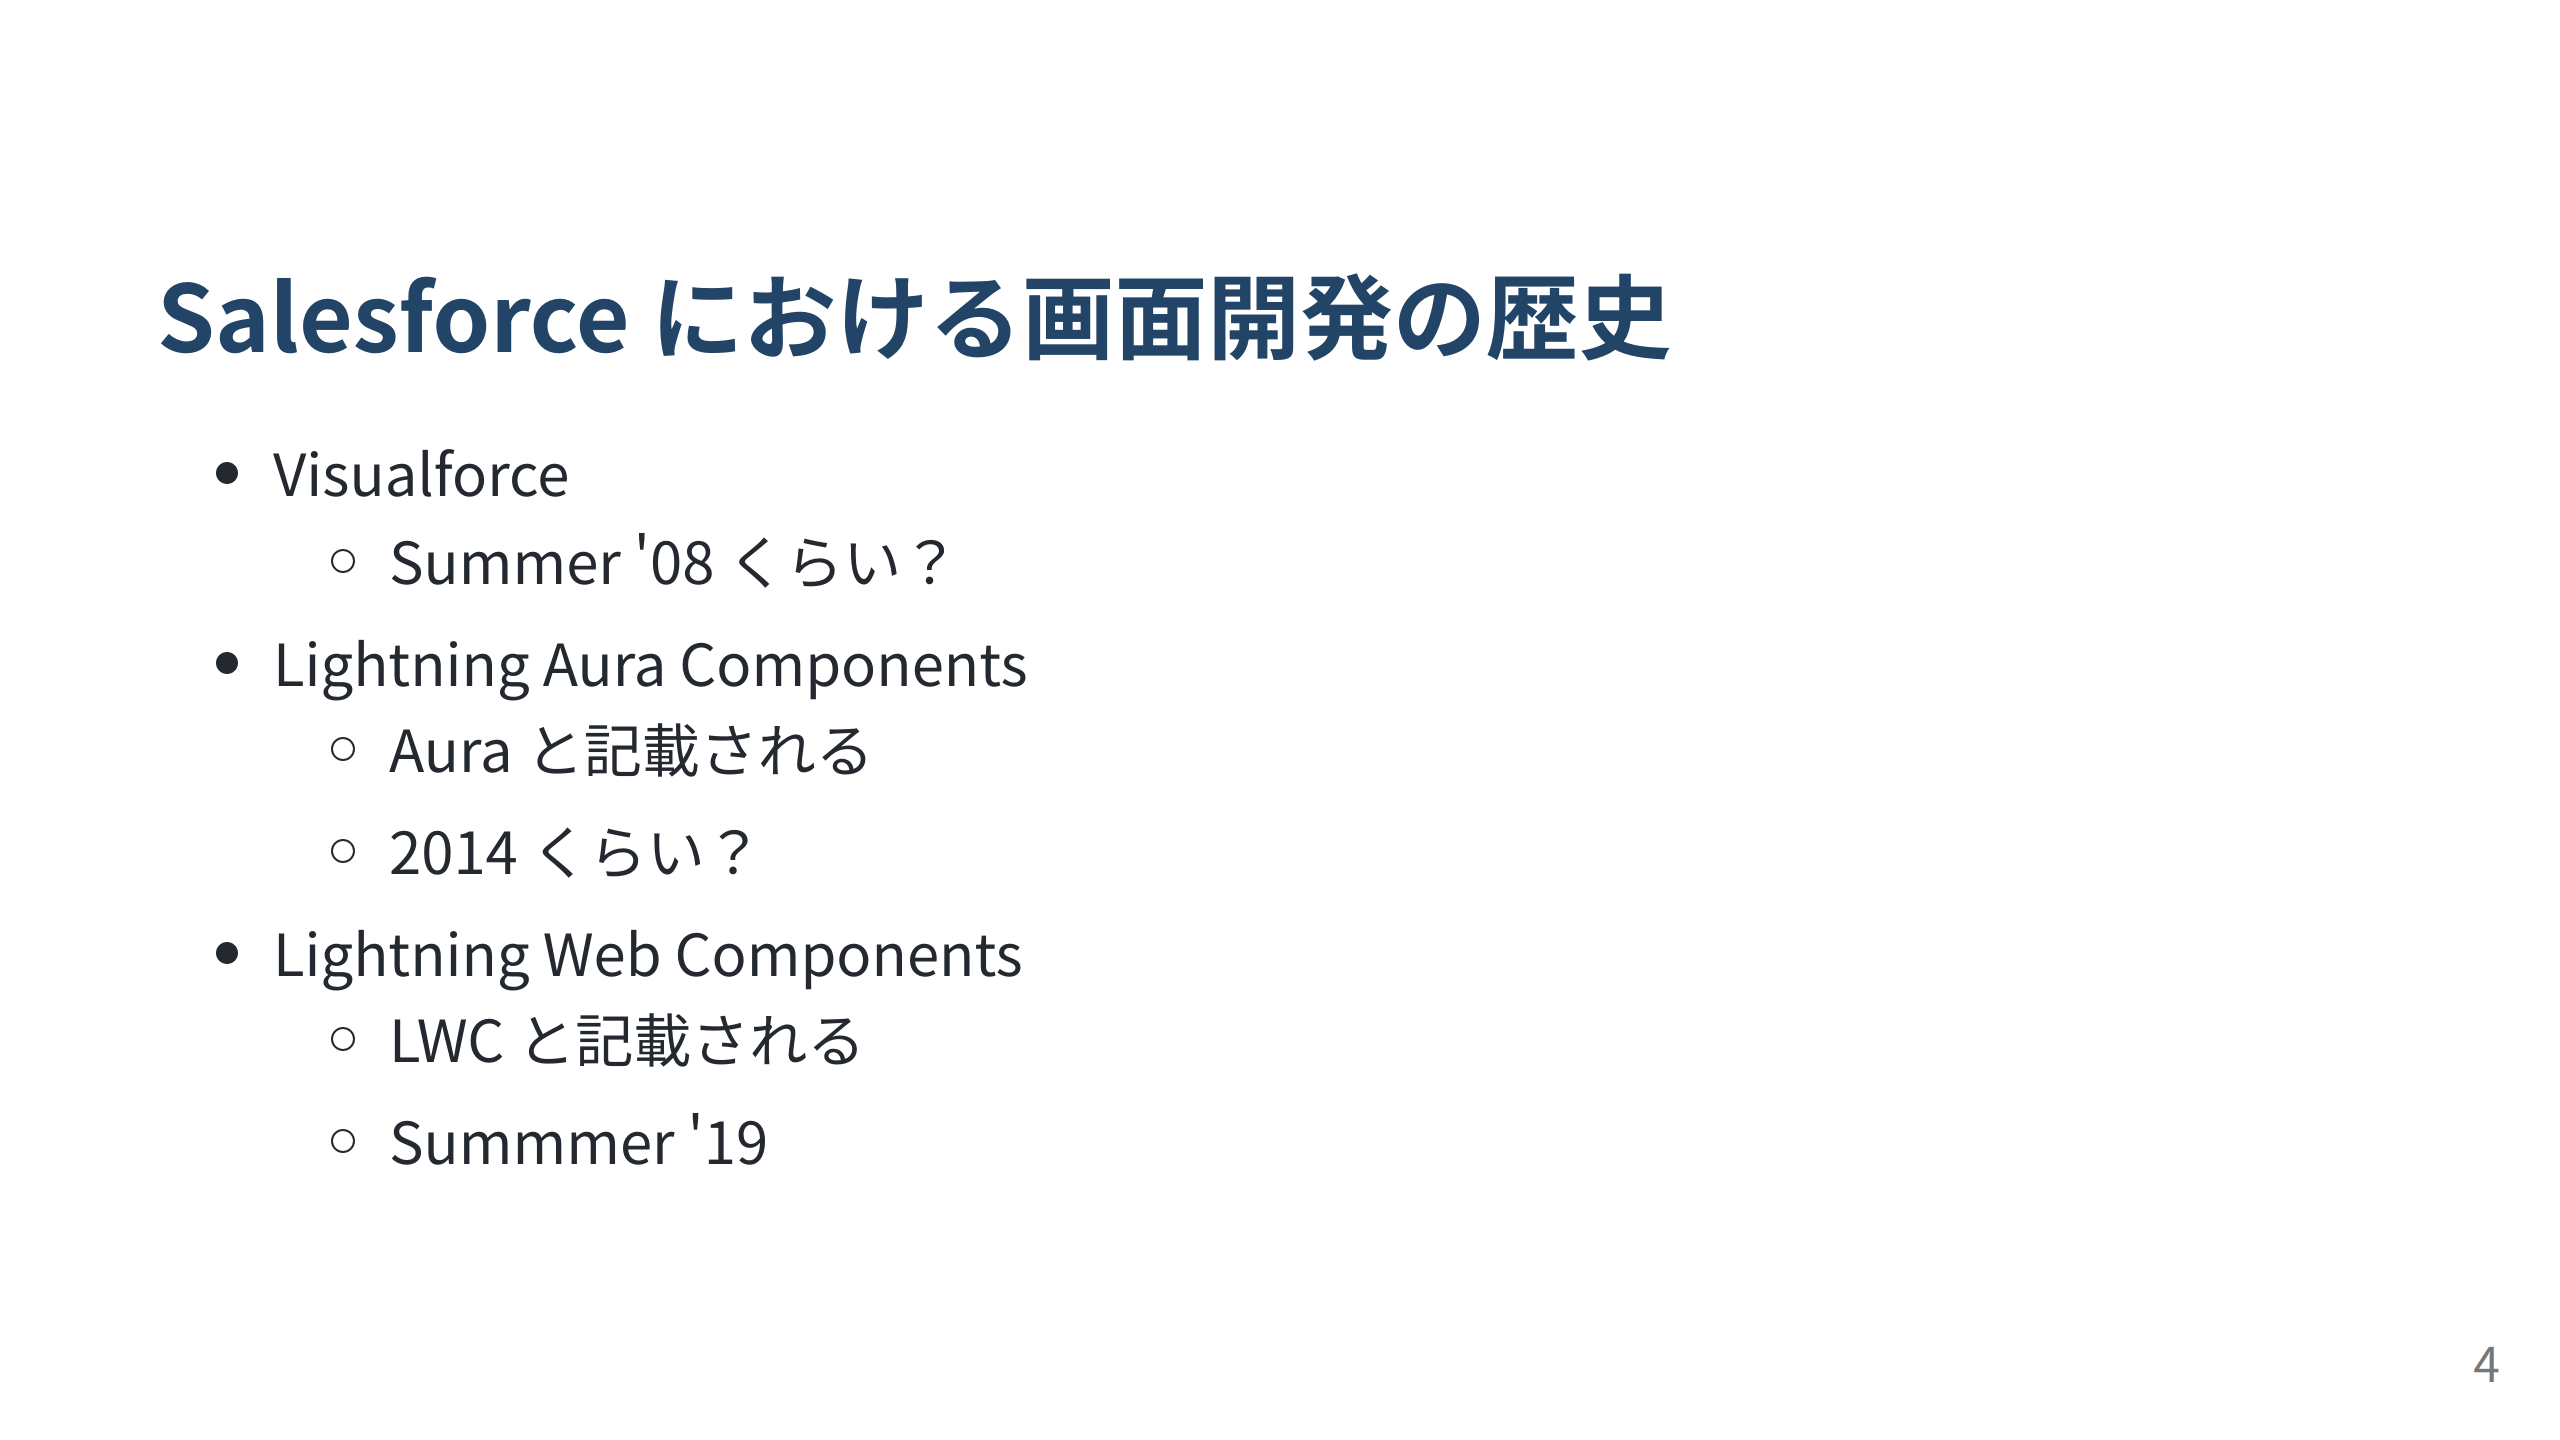 Salesforce における画面開発の歴史
Visualforce
Summer '08 くらい？
Lightning Aura Components
Aura と記載される
2014 くらい？
Lightning Web Components
LWC と記載される
Summmer '19
4